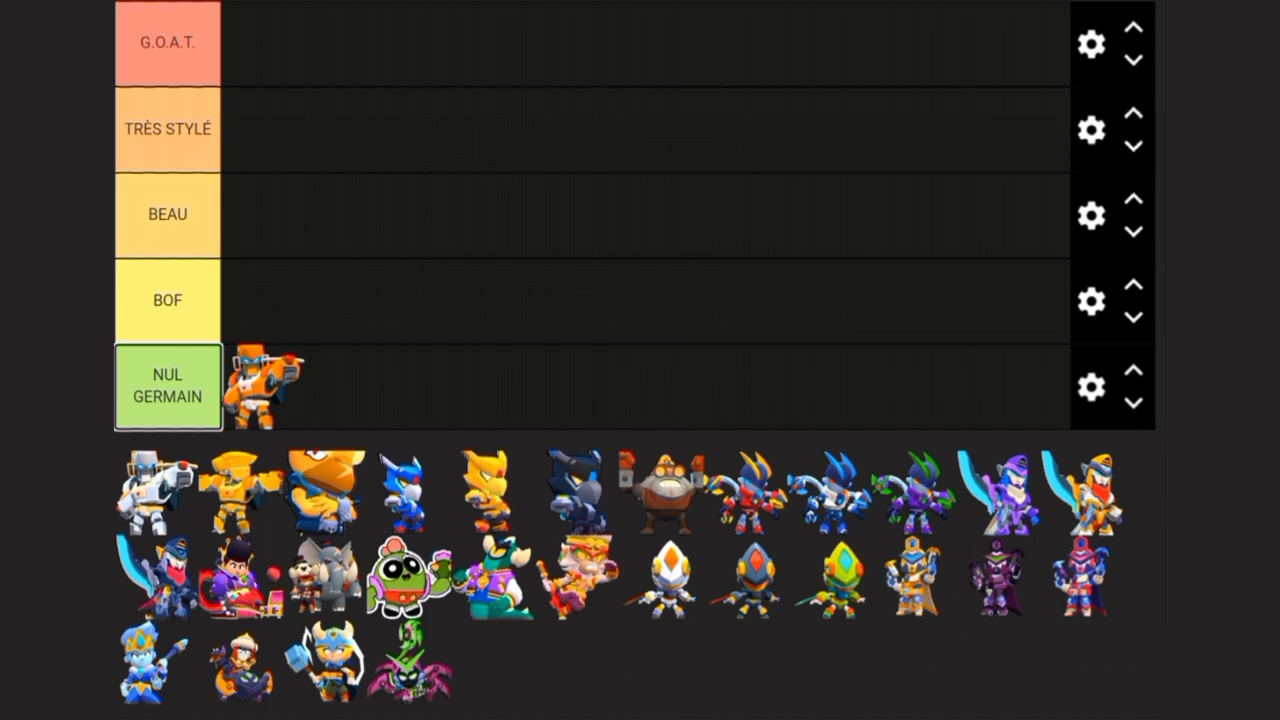 G.O.A.T.
TRÈS STYLÉ
BEAU
BOF
NUL
GERMAIN